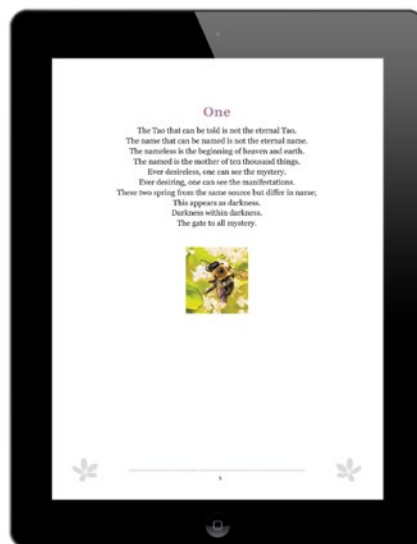 One
The Tao that can be told is not the eternal Tao.
The name that can be named is not the eternal name.
The nameless is the beginning of heaven and earth.
The named is the mother of ten thousand things.
Ever desireless, one can see the mystery.
Ever desiring, one can see the manifestations.
These two spring from the same source but differ in name;
This appears as darkness.
Darkness within darkness.
The gate to all mystery.